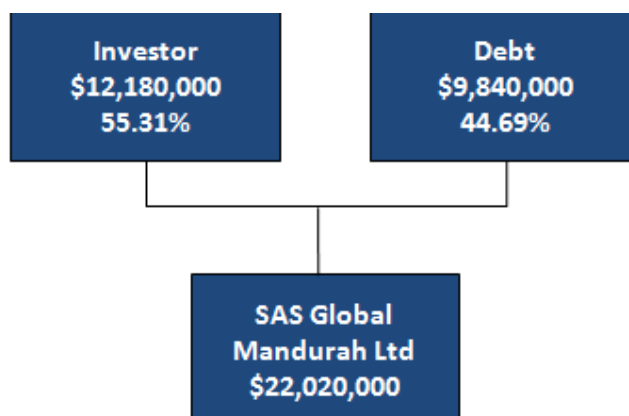 Investor
$12,180,000
55.31%
Debt
$9,840,000
44.69%
SAS Global
Mandurah Ltd
$22,020,000